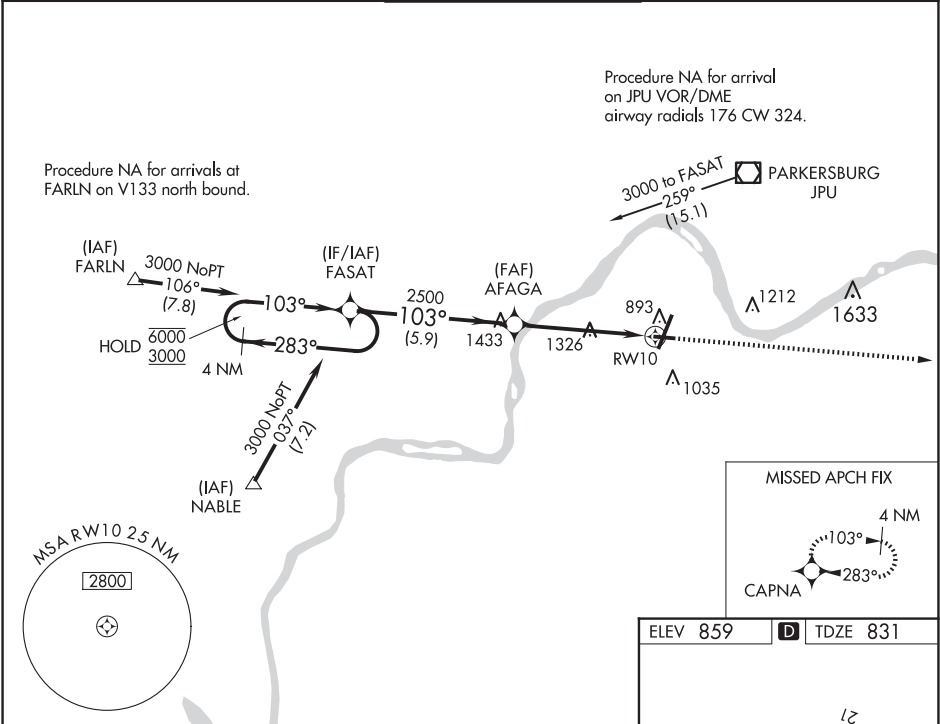 Procedure NA for arrival
on JPU VOR/DME
airway radials 176 CW 324.
Procedure NA for arrivals at
FARLN on V133 north bound.
3000 to FASAT
259°
(15.1)
PARKERSBURG
JPU
(IAF)
FARLN
3000 NoPT
106°
(7.8)
(IF/IAF)
FASAT
103°
283°
HOLD
6000
3000
4 NM
2500
103°
(5.9)
(FAF)
AFAGA
1433
1326
893
RW10
1212
1633
1035
3000 NoPT
037°
(7.2)
(IAF)
NABLE
MSA RW10 25 NM
2800
MISSED APCH FIX
4 NM
103°
283°
CAPNA
ELEV 859 D TDZE 831
21